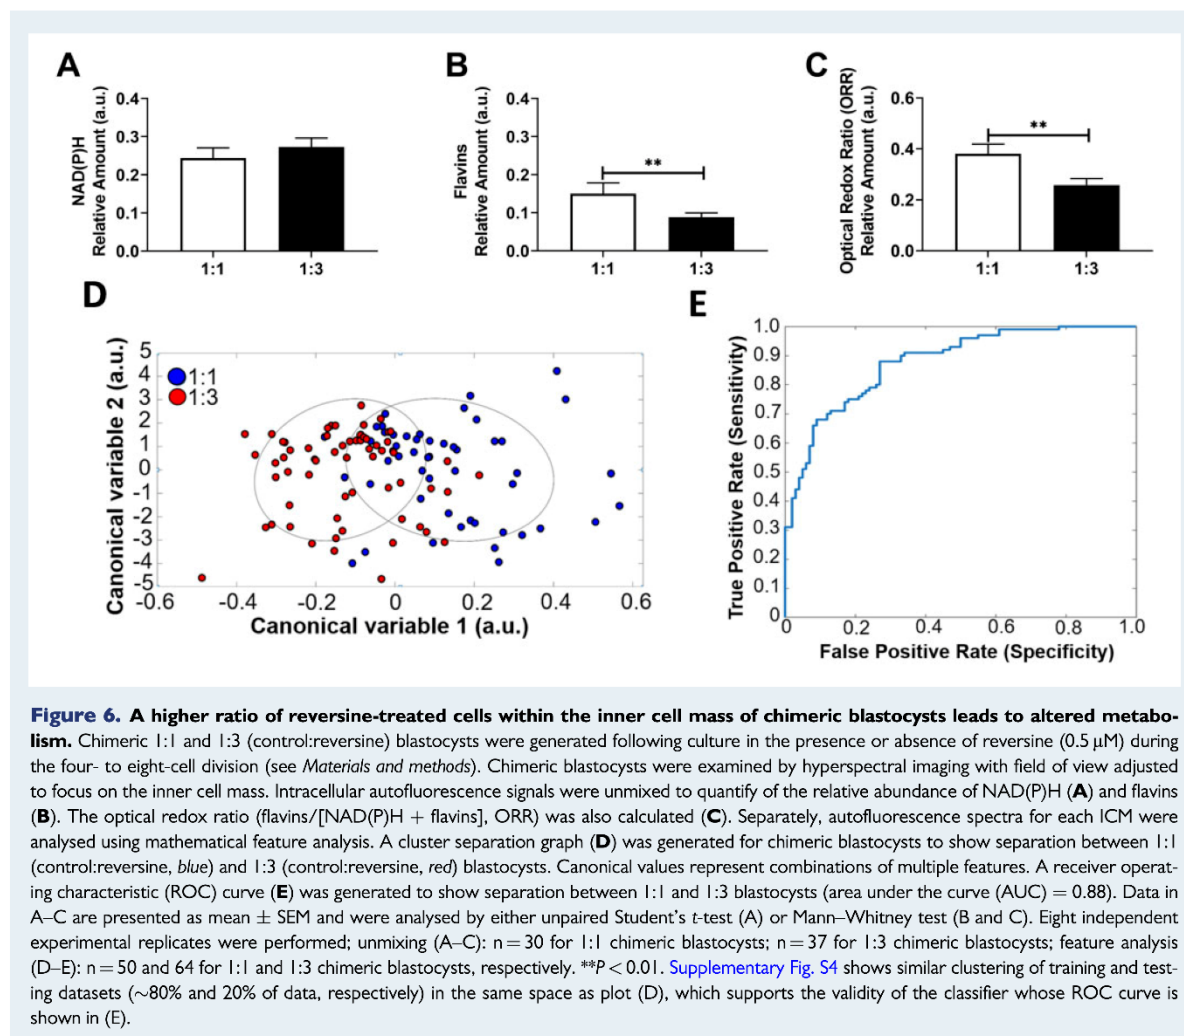 A
NAD(P)H
Relative Amount (a.u.)
0.4
0.3
0.2
0.1
0.0
1:1
1:3
B
Flavins
Relative Amount (a.u.)
0.4
0.3
0.2
0.1
0.0
**
1:1
1:3
C
Optical Redox Ratio (ORR)
Relative Amount (a.u.)
0.6
0.4
0.2
0.0
**
1:1
1:3
D
Canonical variable 2 (a.u.)
5
4
3
2
1
0
-1
-2
-3
-4
-5
1:1
1:3
-0.6
-0.4
-0.2
0
0.2
0.4
0.6
Canonical variable 1 (a.u.)
E
True Positive Rate (Sensitivity)
1.0
0.9
0.8
0.7
0.6
0.5
0.4
0.3
0.2
0.1
0
0
0.2
0.4
0.6
0.8
1.0
False Positive Rate (Specificity)
Figure 6. A higher ratio of reversine-treated cells within the inner cell mass of chimeric blastocysts leads to altered metabo-
lism. Chimeric 1:1 and 1:3 (control:reversine) blastocysts were generated following culture in the presence or absence of reversine (0.5 μM) during
the four- to eight-cell division (see Materials and methods). Chimeric blastocysts were examined by hyperspectral imaging with field of view adjusted
to focus on the inner cell mass. Intracellular autofluorescence signals were unmixed to quantify of the relative abundance of NAD(P)H (A) and flavins
(B). The optical redox ratio (flavins/[NAD(P)H + flavins], ORR) was also calculated (C). Separately, autofluorescence spectra for each ICM were
analysed using mathematical feature analysis. A cluster separation graph (D) was generated for chimeric blastocysts to show separation between 1:1
(control:reversine, blue) and 1:3 (control:reversine, red) blastocysts. Canonical values represent combinations of multiple features. A receiver operat-
ing characteristic (ROC) curve (E) was generated to show separation between 1:1 and 1:3 blastocysts (area under the curve (AUC) = 0.88). Data in
A–C are presented as mean ± SEM and were analysed by either unpaired Student's t-test (A) or Mann–Whitney test (B and C). Eight independent
experimental replicates were performed; unmixing (A–C): n = 30 for 1:1 chimeric blastocysts; n = 37 for 1:3 chimeric blastocysts; feature analysis
(D–E): n = 50 and 64 for 1:1 and 1:3 chimeric blastocysts, respectively. **P < 0.01. Supplementary Fig. S4 shows similar clustering of training and test-
ing datasets (~80% and 20% of data, respectively) in the same space as plot (D), which supports the validity of the classifier whose ROC curve is
shown in (E).